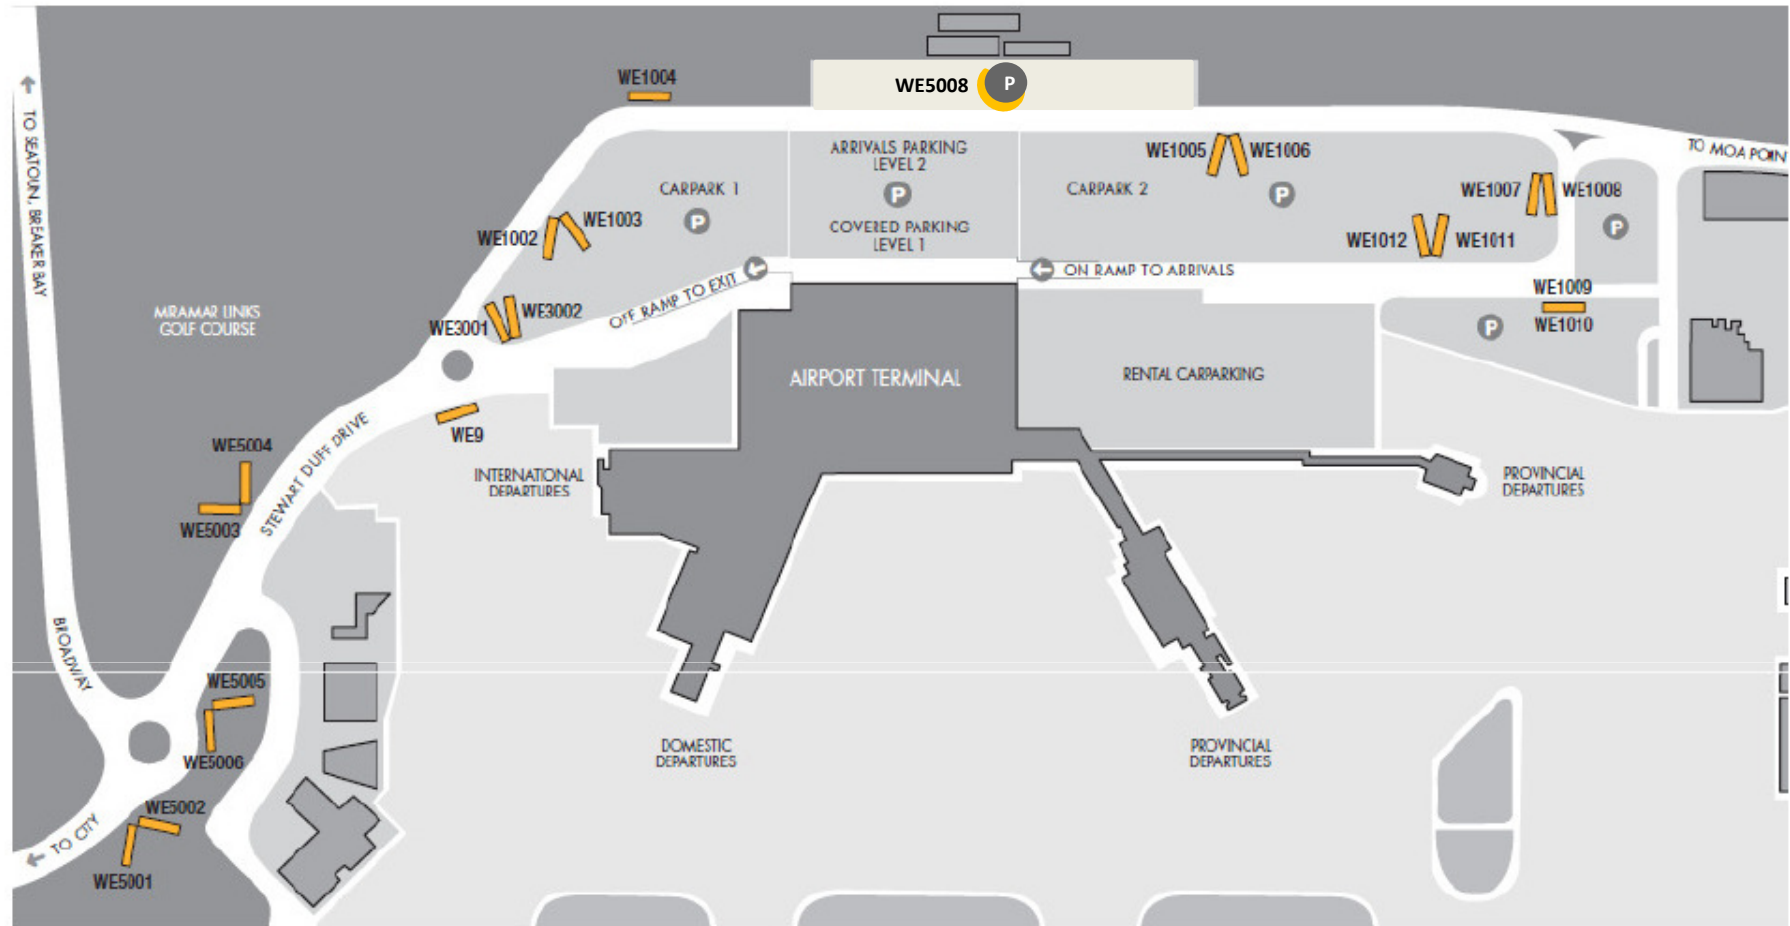 WE1004
WE5008
P
TO SEATOUN, BREAKER BAY
ARRIVALS PARKING
LEVEL 2
P
COVERED PARKING
LEVEL 1
CARPARK 1
P
CARPARK 2
P
WE1005
WE1006
TO MOA POIN
WE1007
WE1008
P
WE1002
WE1003
WE1012
WE1011
ON RAMP TO ARRIVALS
OFF RAMP TO EXIT
WE1009
WE1010
P
WE3001
WE3002
MIRAMAR LINKS
GOLF COURSE
AIRPORT TERMINAL
RENTAL CARPARKING
WE9
STEWART DUFF DRIVE
WE5004
WE5003
INTERNATIONAL
DEPARTURES
PROVINCIAL
DEPARTURES
BROADWAY
WE5005
WE5006
DOMESTIC
DEPARTURES
PROVINCIAL
DEPARTURES
WE5002
TO CITY
WE5001